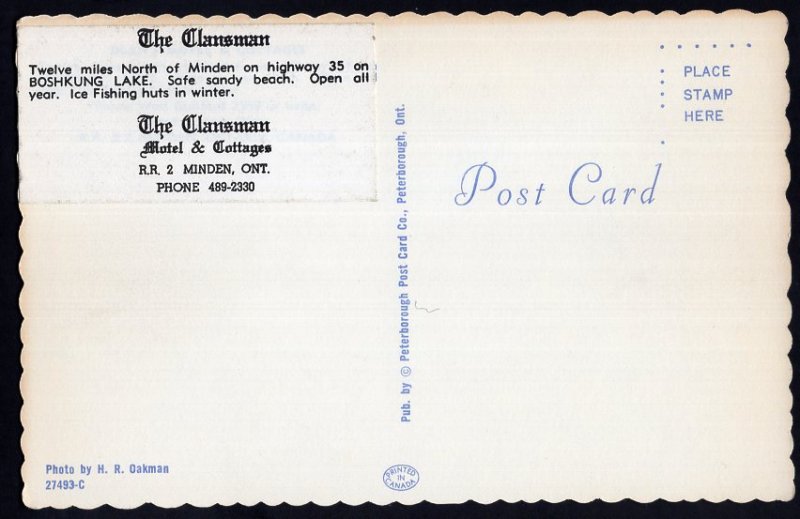 The Clansman
Twelve miles North of Minden on highway 35 on
BOSHKUNG LAKE. Safe sandy beach. Open all
year. Ice Fishing huts in winter.
The Clansman
Motel & Cottages
R.R. 2 MINDEN, ONT.
PHONE 489-2330
Photo by H. R. Oakman
27493-C
Pub. by © Peterborough Post Card Co., Peterborough, Ont.
PRINTED
IN
CANADA
PLACE
STAMP
HERE
Post Card